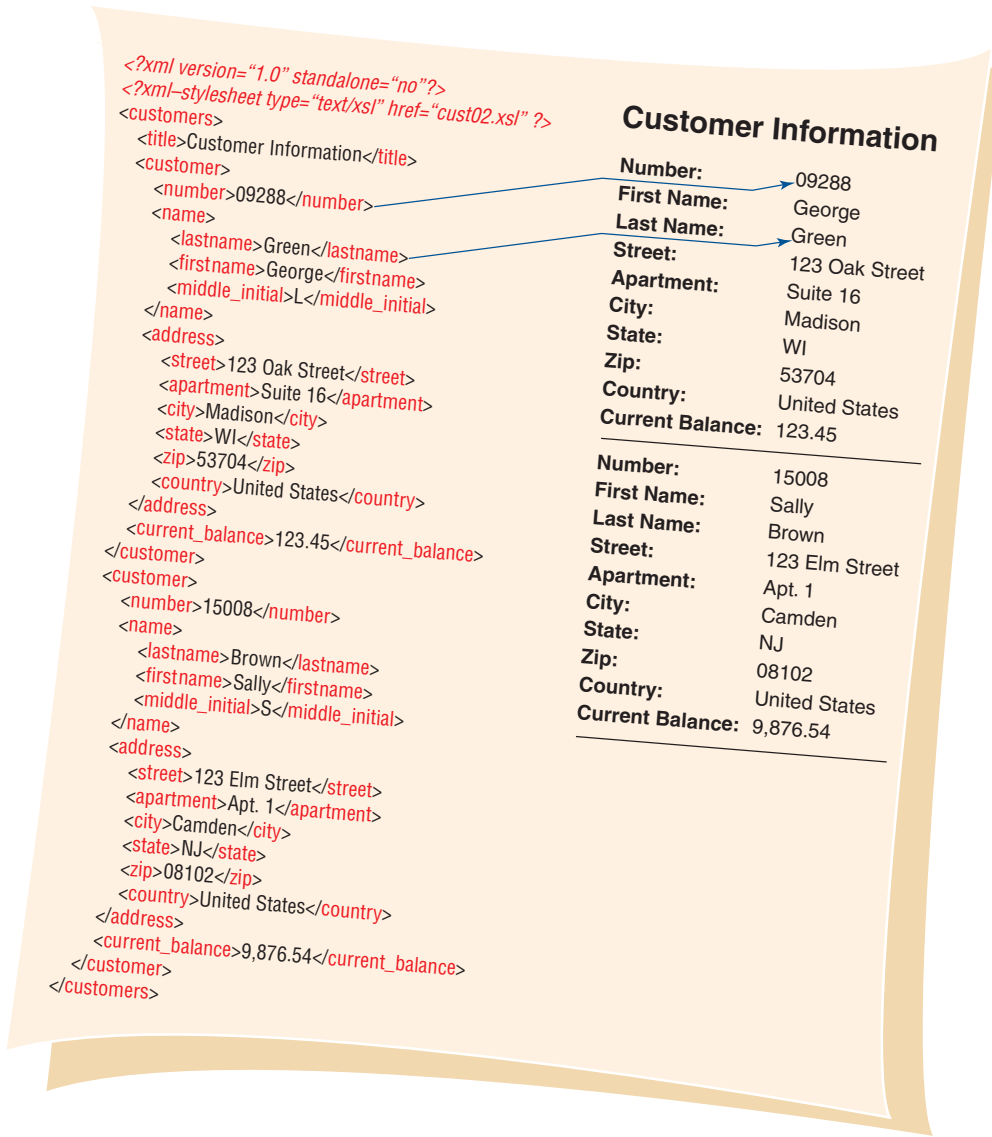 <?xml version=“1.0” standalone=“no”?>
<?xml–stylesheet type=“text/xsl” href=“cust02.xsl” ?>
<customers>
<title>Customer Information</title>
<customer>
<number>09288</number>
<name>
<lastname>Green</lastname>
<firstname>George</firstname>
<middle_initial>L</middle_initial>
</name>
<address>
<street>123 Oak Street</street>
<apartment>Suite 16</apartment>
<city>Madison</city>
<state>WI</state>
<zip>53704</zip>
<country>United States</country>
</address>
<current_balance>123.45</current_balance>
</customer>
<customer>
<number>15008</number>
<name>
<lastname>Brown</lastname>
<firstname>Sally</firstname>
<middle_initial>S</middle_initial>
</name>
<address>
<street>123 Elm Street</street>
<apartment>Apt. 1</apartment>
<city>Camden</city>
<state>NJ</state>
<zip>08102</zip>
<country>United States</country>
</address>
<current_balance>9,876.54</current_balance>
</customer>
</customers>
Customer Information
Number: 09288
First Name: George
Last Name: Green
Street: 123 Oak Street
Apartment: Suite 16
City: Madison
State: WI
Zip: 53704
Country: United States
Current Balance: 123.45
Number: 15008
First Name: Sally
Last Name: Brown
Street: 123 Elm Street
Apartment: Apt. 1
City: Camden
State: NJ
Zip: 08102
Country: United States
Current Balance: 9,876.54